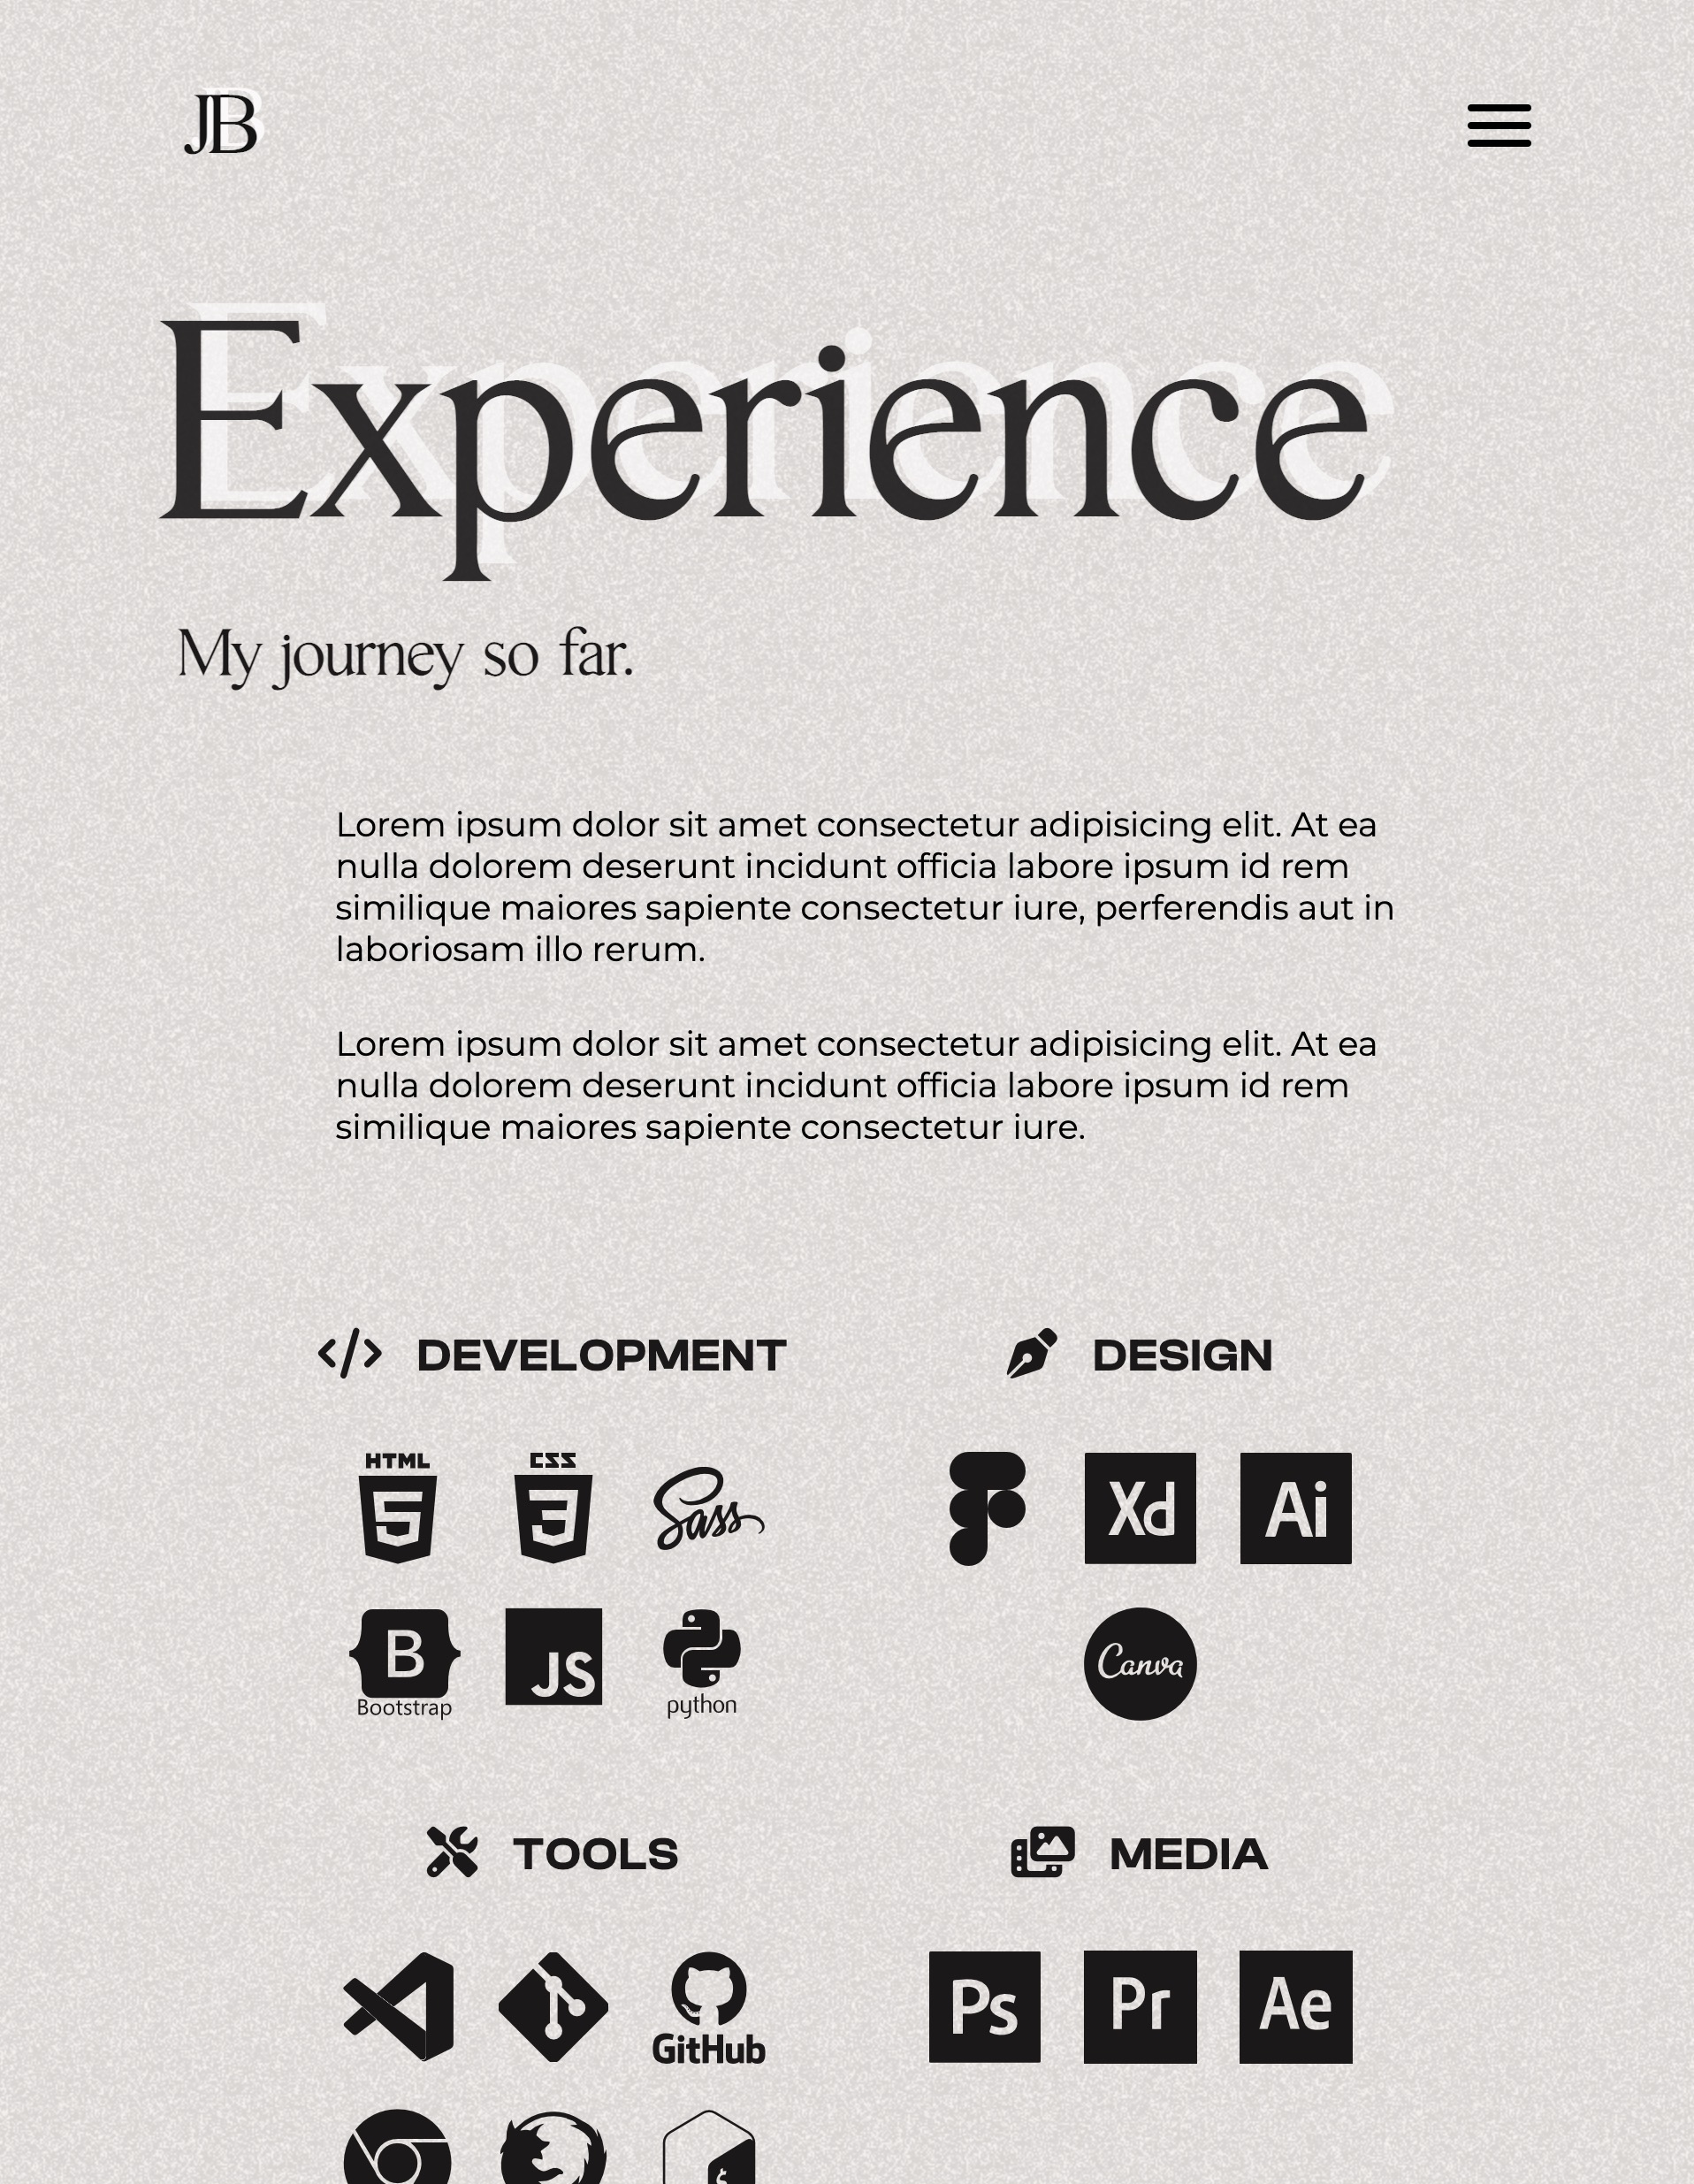 JB
Experience
My journey so far.
Lorem ipsum dolor sit amet consectetur adipisicing elit. At ea
nulla dolorem deserunt incidunt officia labore ipsum id rem
similique maiores sapiente consectetur iure, perferendis aut in
laboriosam illo rerum.
Lorem ipsum dolor sit amet consectetur adipisicing elit. At ea
nulla dolorem deserunt incidunt officia labore ipsum id rem
similique maiores sapiente consectetur iure.
</> DEVELOPMENT
DESIGN
HTML
5
CSS
3
Sass
Xd
Ai
B
Bootstrap
JS
python
Canva
TOOLS
MEDIA
GitHub
Ps
Pr
Ae